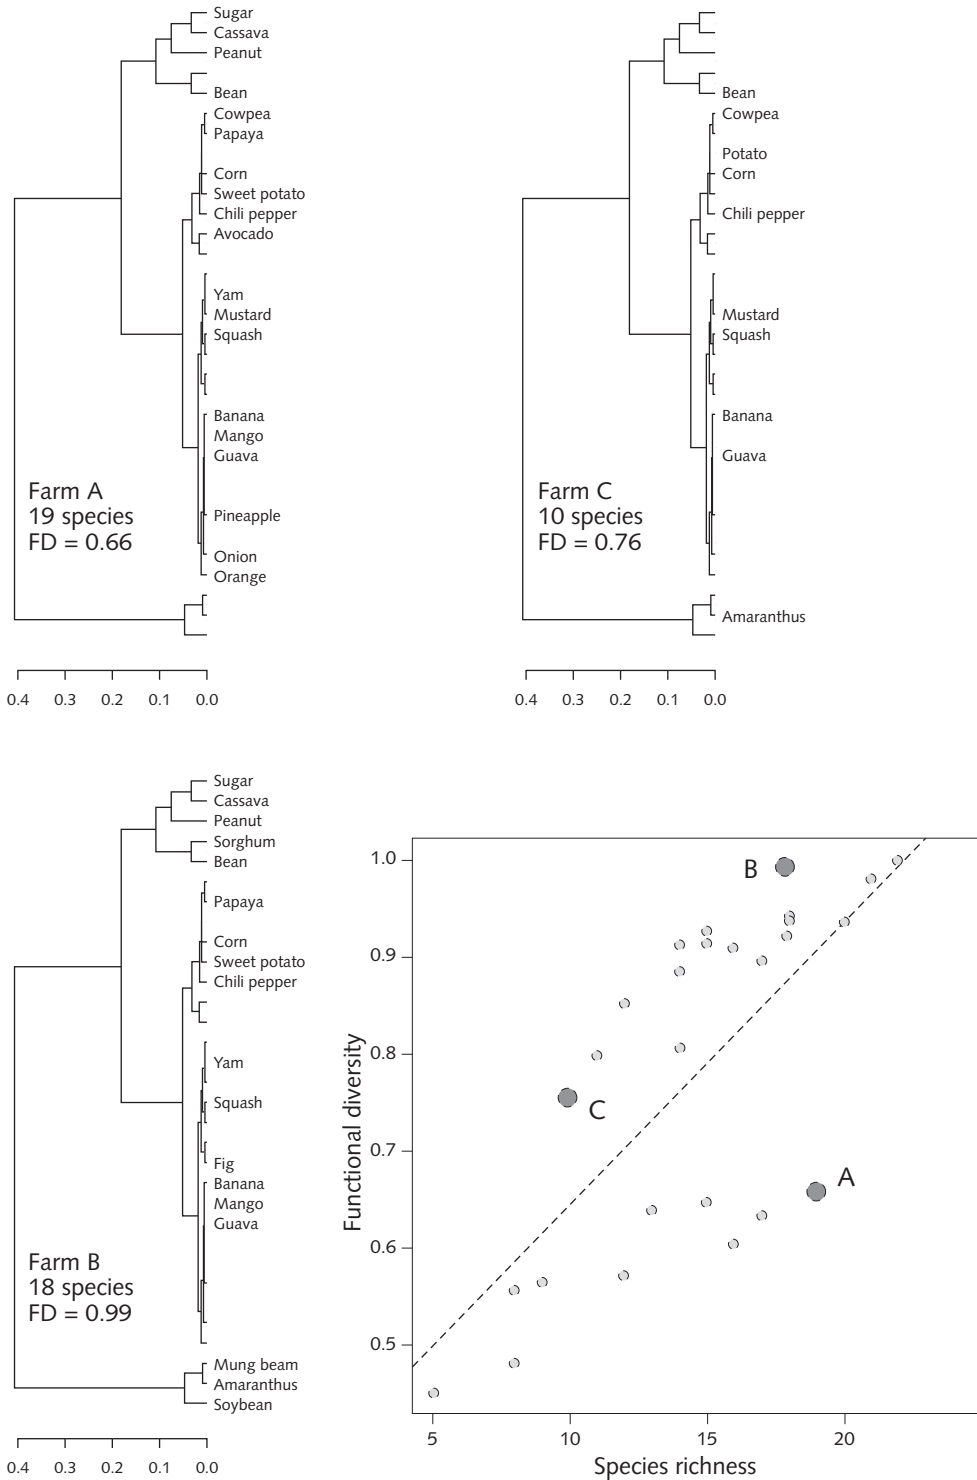 Sugar
Cassava
Peanut
Bean
Cowpea
Papaya
Corn
Sweet potato
Chili pepper
Avocado
Yam
Mustard
Squash
Banana
Mango
Guava
Pineapple
Onion
Orange
Farm A
19 species
FD = 0.66
0.4 0.3 0.2 0.1 0.0
Bean
Cowpea
Potato
Corn
Chili pepper
Mustard
Squash
Banana
Guava
Amaranthus
Farm C
10 species
FD = 0.76
0.4 0.3 0.2 0.1 0.0
Sugar
Cassava
Peanut
Sorghum
Bean
Papaya
Corn
Sweet potato
Chili pepper
Yam
Squash
Fig
Banana
Mango
Guava
Mung beam
Amaranthus
Soybean
Farm B
18 species
FD = 0.99
0.4 0.3 0.2 0.1 0.0
Functional diversity
1.0
0.9
0.8
0.7
0.6
0.5
B
C
A
5 10 15 20
Species richness